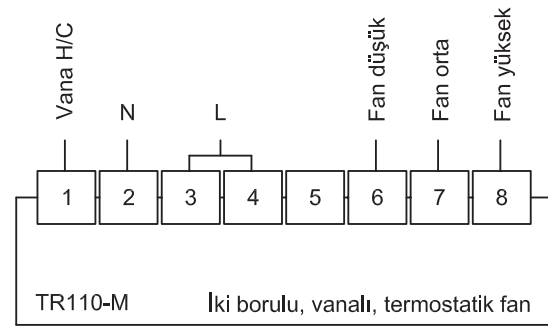 Vana H/C
N
L
Fan düşük
Fan orta
Fan yüksek
1 2 3 4 5 6 7 8
TR110-M
İki borulu, vanalı, termostatik fan